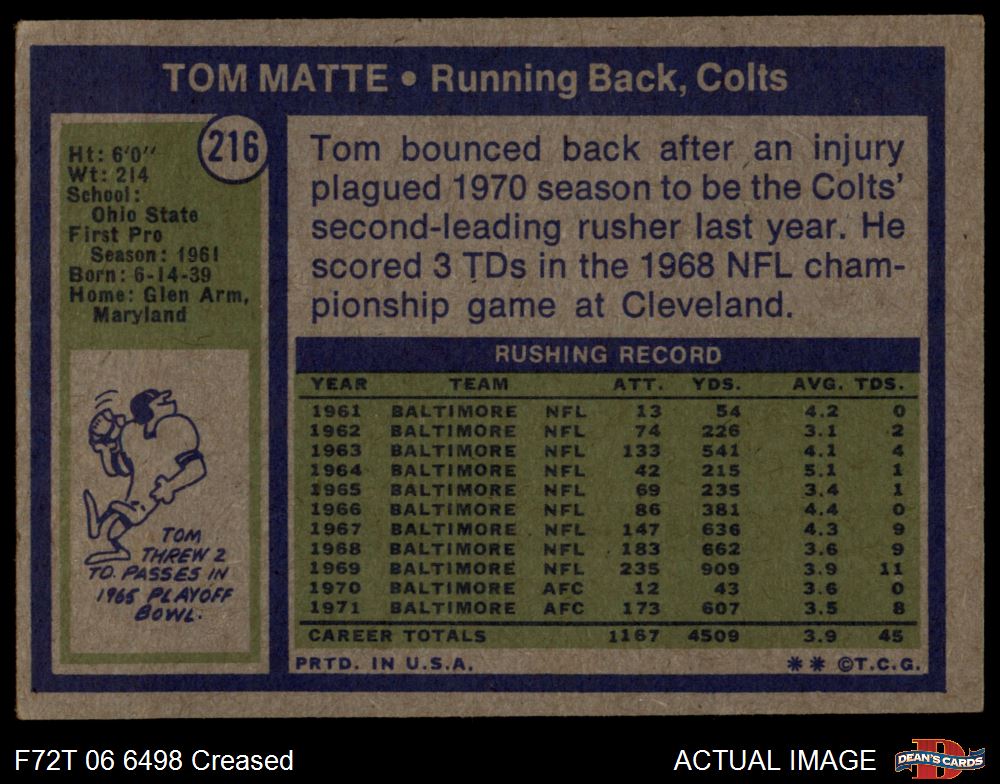 TOM MATTE • Running Back, Colts
216
Ht: 6'0''
Wt: 214
School:
Ohio State
First Pro
Season: 1961
Born: 6-14-39
Home: Glen Arm,
Maryland
TOM
THREW 2
TD. PASSES IN
1965 PLAYOFF
BOWL.
Tom bounced back after an injury
plagued 1970 season to be the Colts'
second-leading rusher last year. He
scored 3 TDs in the 1968 NFL cham-
pionship game at Cleveland.
RUSHING RECORD
YEAR TEAM ATT. YDS. AVG. TDS.
1961 BALTIMORE NFL 13 54 4.2 0
1962 BALTIMORE NFL 74 226 3.1 2
1963 BALTIMORE NFL 133 541 4.1 4
1964 BALTIMORE NFL 42 215 5.1 1
1965 BALTIMORE NFL 69 235 3.4 1
1966 BALTIMORE NFL 86 381 4.4 0
1967 BALTIMORE NFL 147 636 4.3 9
1968 BALTIMORE NFL 183 662 3.6 9
1969 BALTIMORE NFL 235 909 3.9 11
1970 BALTIMORE AFC 12 43 3.6 0
1971 BALTIMORE AFC 173 607 3.5 8
CAREER TOTALS 1167 4509 3.9 45
PRTD. IN U.S.A. ** ©T.C.G.
F72T 06 6498 Creased
ACTUAL IMAGE
D
DEAN'S CARDS